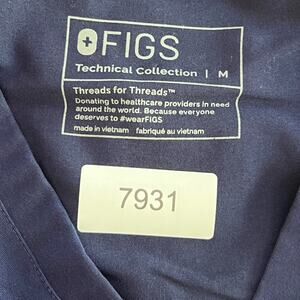 FIGS
Technical Collection | M
Threads for Threads™
Donating to healthcare providers in need
around the world. Because everyone
deserves to #wearFIGS
made in vietnam fabriqué au vietnam
7931